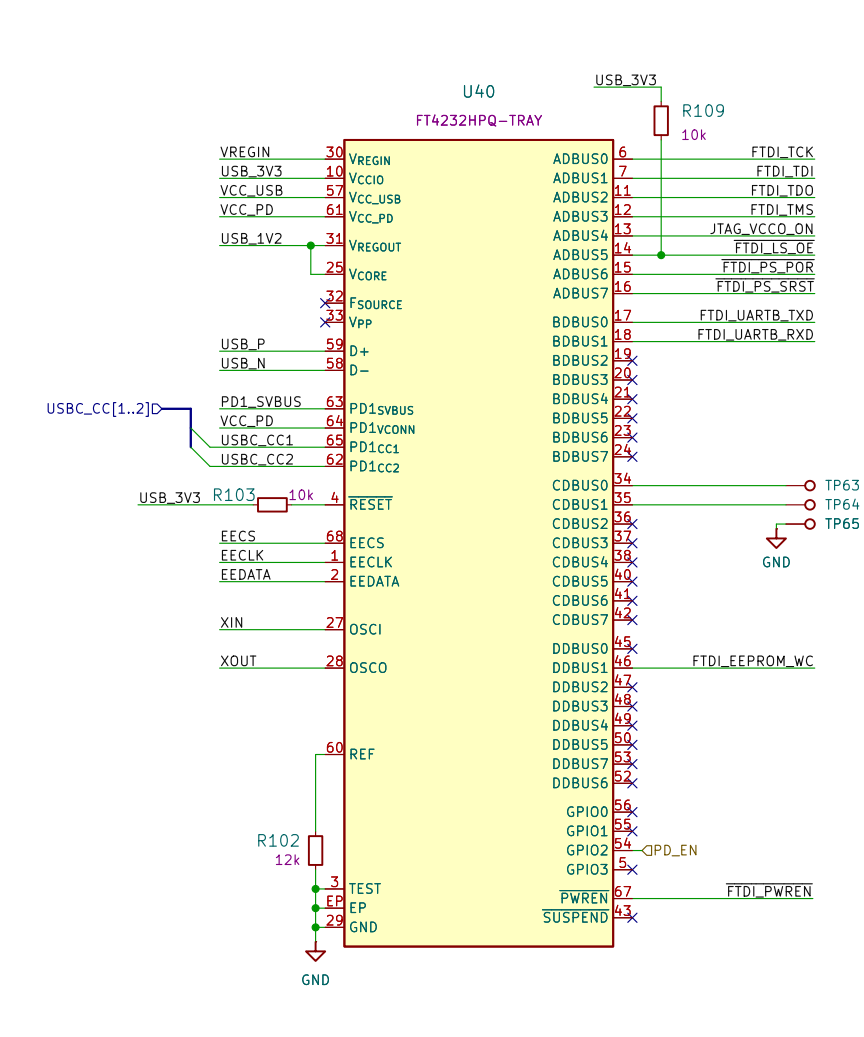 USB_3V3
U40
R109
FT4232HPQ-TRAY
10k
VREGIN 30 VREGIN ADBUS0 6 FTDI_TCK
USB_3V3 10 VCCIO ADBUS1 7 FTDI_TDI
VCC_USB 57 VCC_USB ADBUS2 11 FTDI_TDO
VCC_PD 61 VCC_PD ADBUS3 12 FTDI_TMS
ADBUS4 13 JTAG_VCCO_ON
USB_1V2 31 VREGOUT ADBUS5 14 FTDI_LS_OE
25 VCORE ADBUS6 15 FTDI_PS_POR
ADBUS7 16 FTDI_PS_SRST
32 FSOURCE
33 VPP BDBUS0 17 FTDI_UARTB_TXD
BDBUS1 18 FTDI_UARTB_RXD
USB_P 59 D+ BDBUS2 19
USB_N 58 D- BDBUS3 20
BDBUS4 21
USBC_CC[1..2] PD1_SVBUS 63 PD1SVBUS BDBUS5 22
VCC_PD 64 PD1VCONN BDBUS6 23
USBC_CC1 65 PD1CC1 BDBUS7 24
USBC_CC2 62 PD1CC2
CDBUS0 34 TP63
USB_3V3 R103 10k 4 RESET CDBUS1 35 TP64
CDBUS2 36 TP65
EECS 68 EECS CDBUS3 37
EECLK 1 EECLK CDBUS4 38 GND
EEDATA 2 EEDATA CDBUS5 40
CDBUS6 41
XIN 27 OSCI CDBUS7 42
DDBUS0 45
XOUT 28 OSCO DDBUS1 46 FTDI_EEPROM_WC
DDBUS2 47
DDBUS3 48
DDBUS4 49
DDBUS5 50
60 REF DDBUS7 53
DDBUS6 52
GPIO0 56
R102 GPIO1 55
12k GPIO2 54 PD_EN
GPIO3 5
3 TEST
EP EP PWREN 67 FTDI_PWREN
29 GND SUSPEND 43
GND